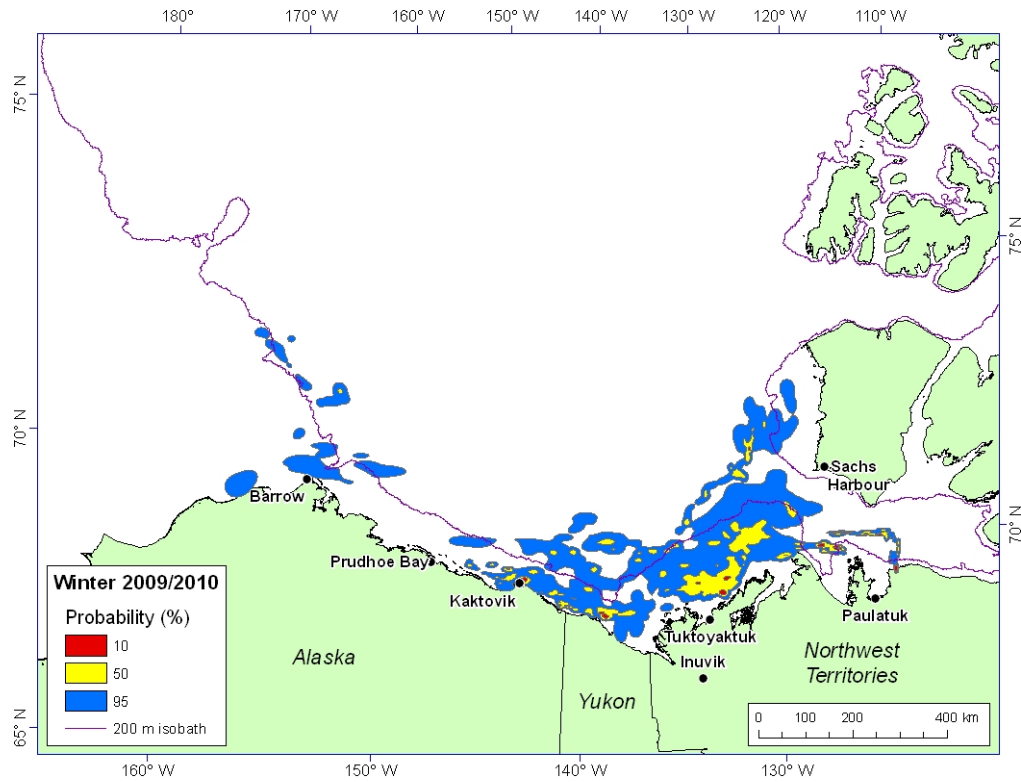 180° 170° W 160° W 150° W 140° W 130° W 120° W 110° W
75° N
75° N
70° N
Sachs
Harbour
Barrow
70° N
Prudhoe Bay
Kaktovik
Winter 2009/2010
Probability (%)
10
50
95
200 m isobath
Paulatuk
Tuktoyaktuk
Inuvik
Northwest
Territories
Alaska
Yukon
0 100 200 400 km
65° N
160° W 150° W 140° W 130° W